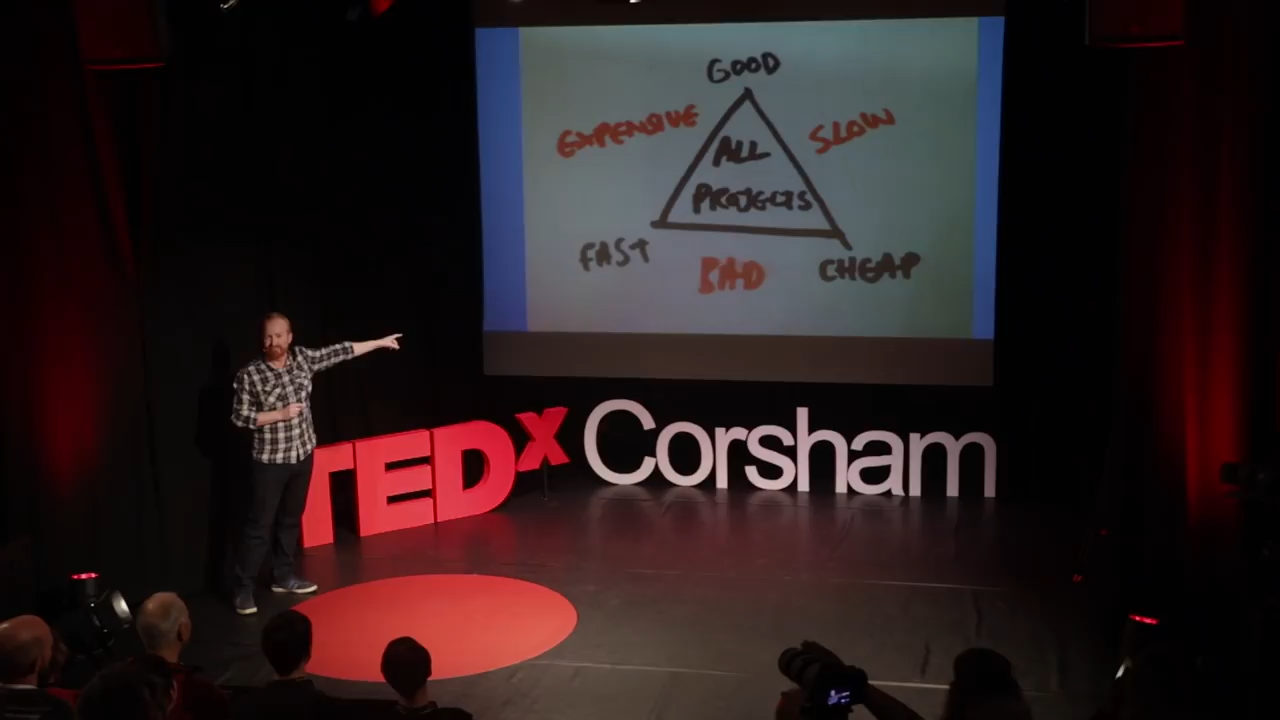 GOOD
EXPENSIVE
SLOW
ALL
PROJECTS
FAST
BAD
CHEAP
TEDx Corsham